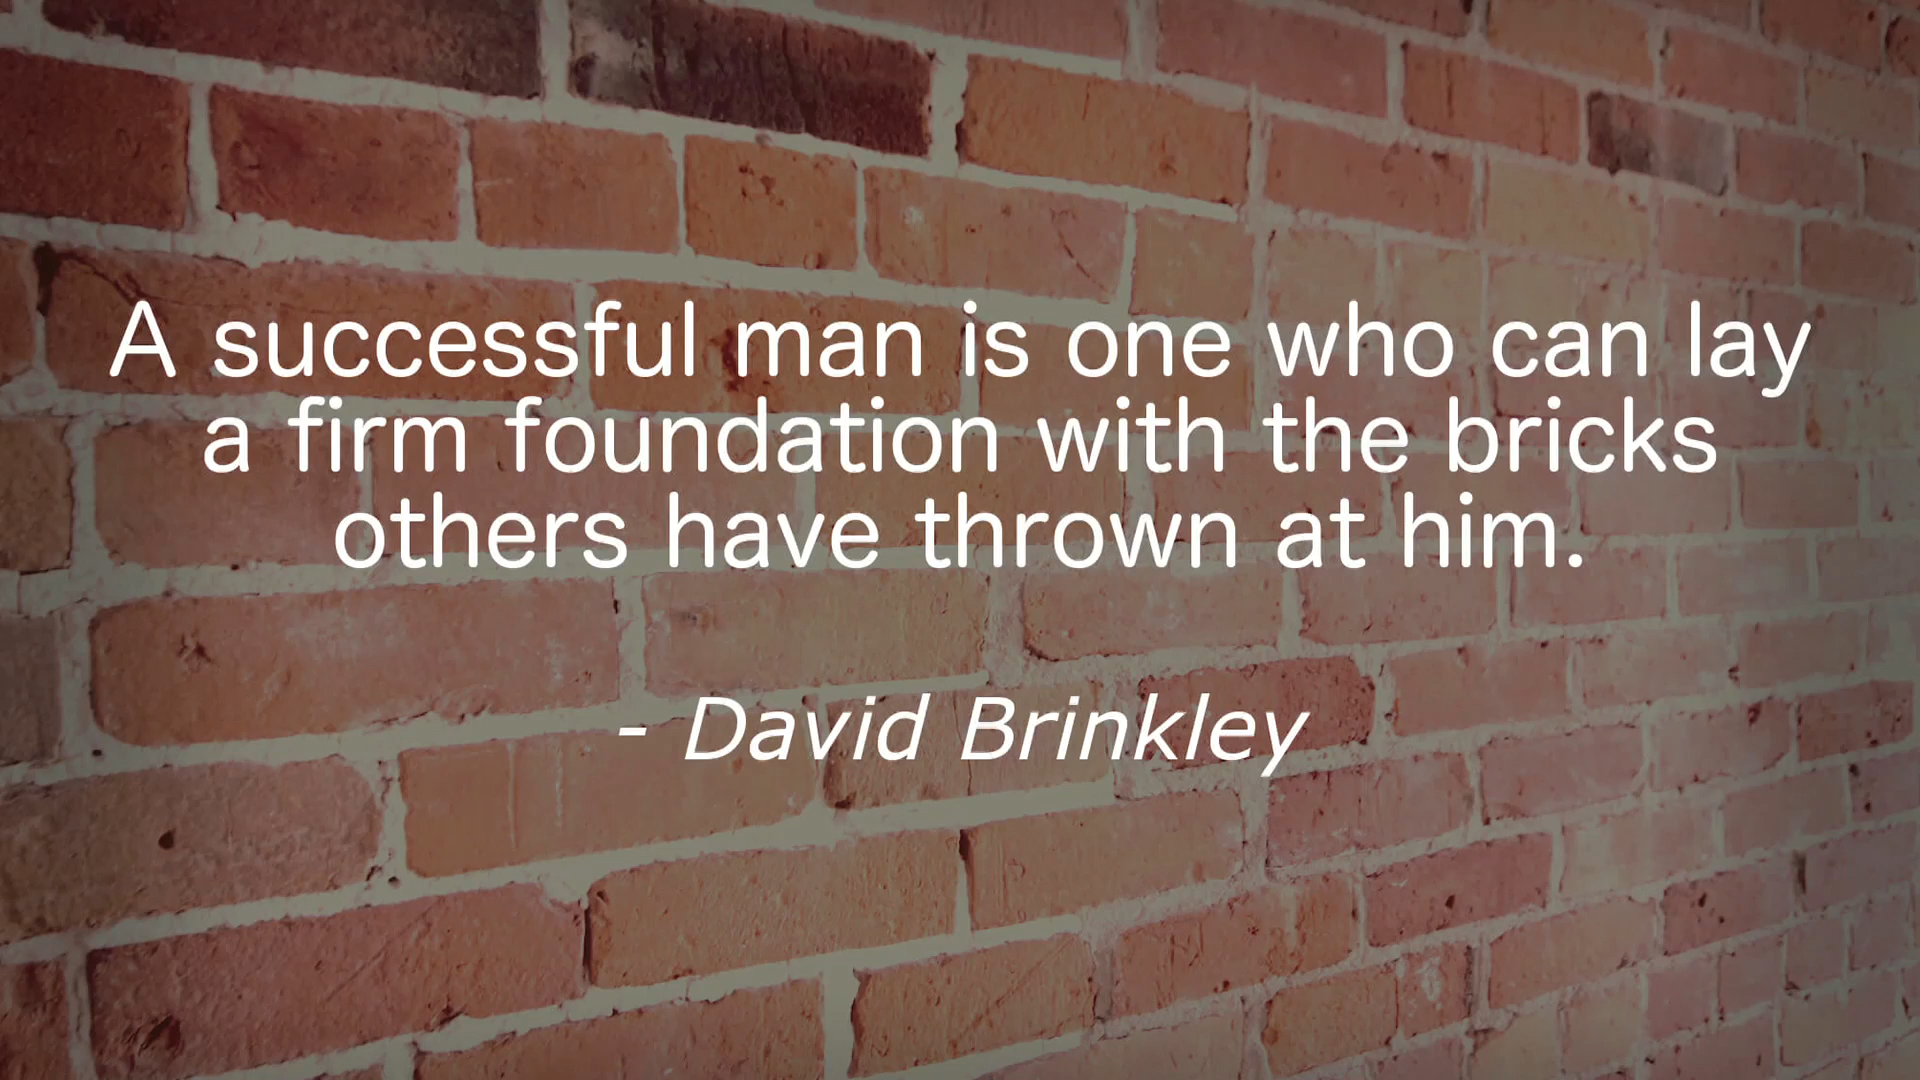 A successful man is one who can lay
a firm foundation with the bricks
others have thrown at him.
- David Brinkley